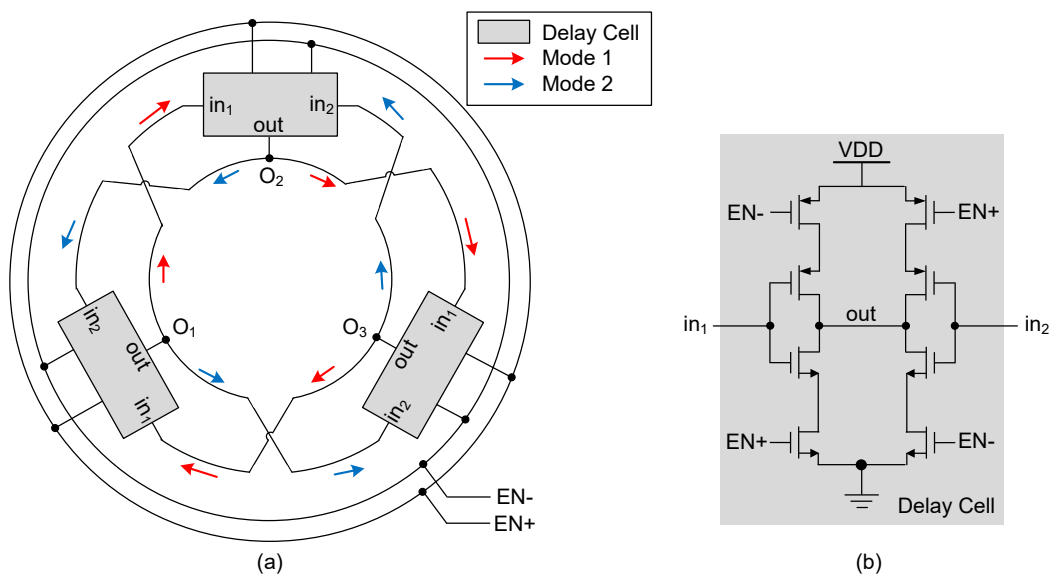 Delay Cell
Mode 1
Mode 2
in1
in2
out
O2
in2
out
in1
O1
O3
in1
out
in2
EN-
EN+
(a)
VDD
EN-
EN+
in1
out
in2
EN+
EN-
Delay Cell
(b)